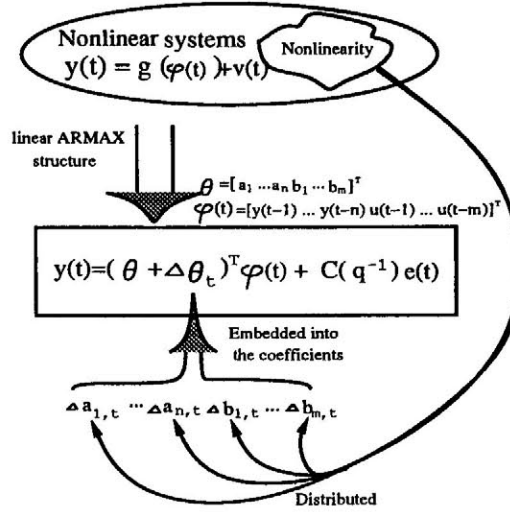 Nonlinear systems
Nonlinearity
y(t) = g (φ(t) )+v(t)
linear ARMAX
structure
θ =[ a₁ ...aₙ b₁ ... bₘ]ᵀ
φ(t)=[y(t-1) ... y(t-n) u(t-1) ... u(t-m)]ᵀ
y(t)=( θ +Δθₜ )ᵀφ(t) + C( q⁻¹) e(t)
Embedded into
the coefficients
Δa₁,ₜ ... Δaₙ,ₜ Δb₁,ₜ ... Δbₘ,ₜ
Distributed